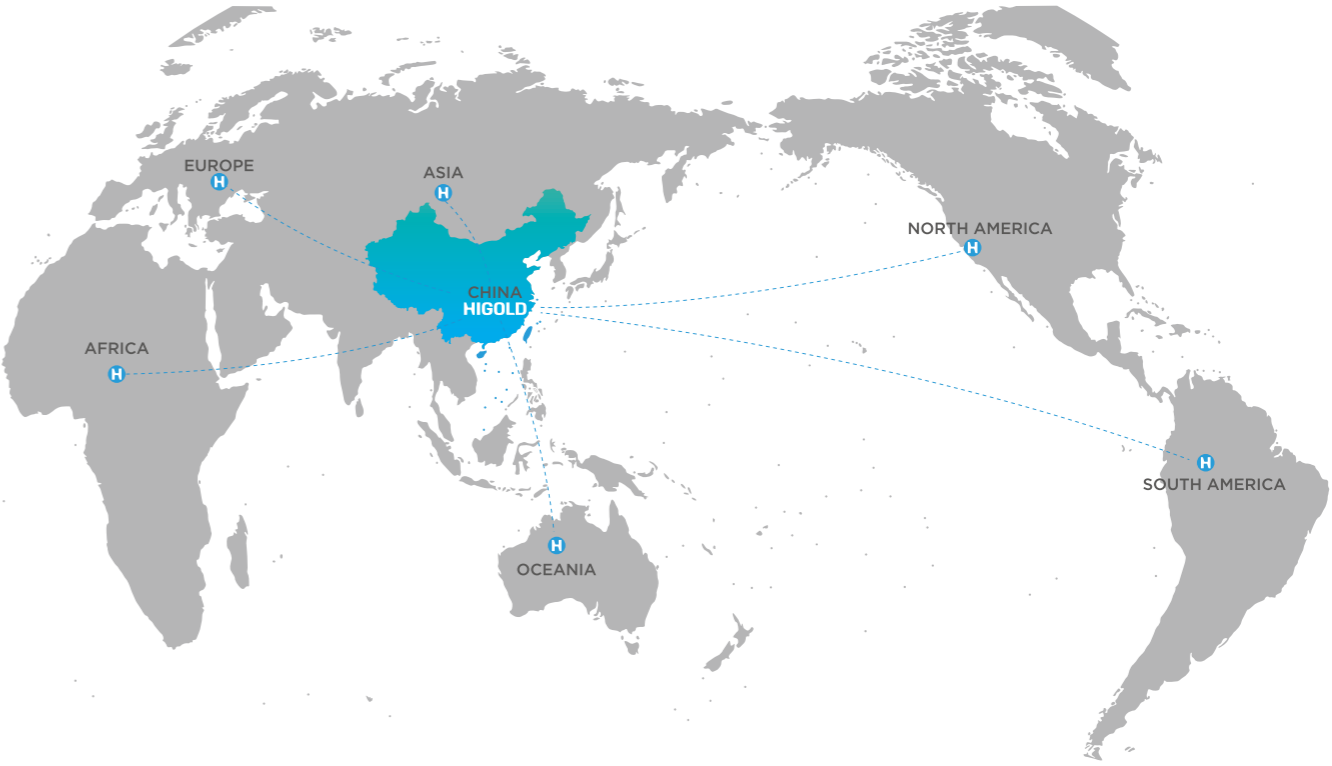 EUROPE
H
ASIA
H
NORTH AMERICA
H
CHINA
HIGOLD
AFRICA
H
H
SOUTH AMERICA
H
OCEANIA